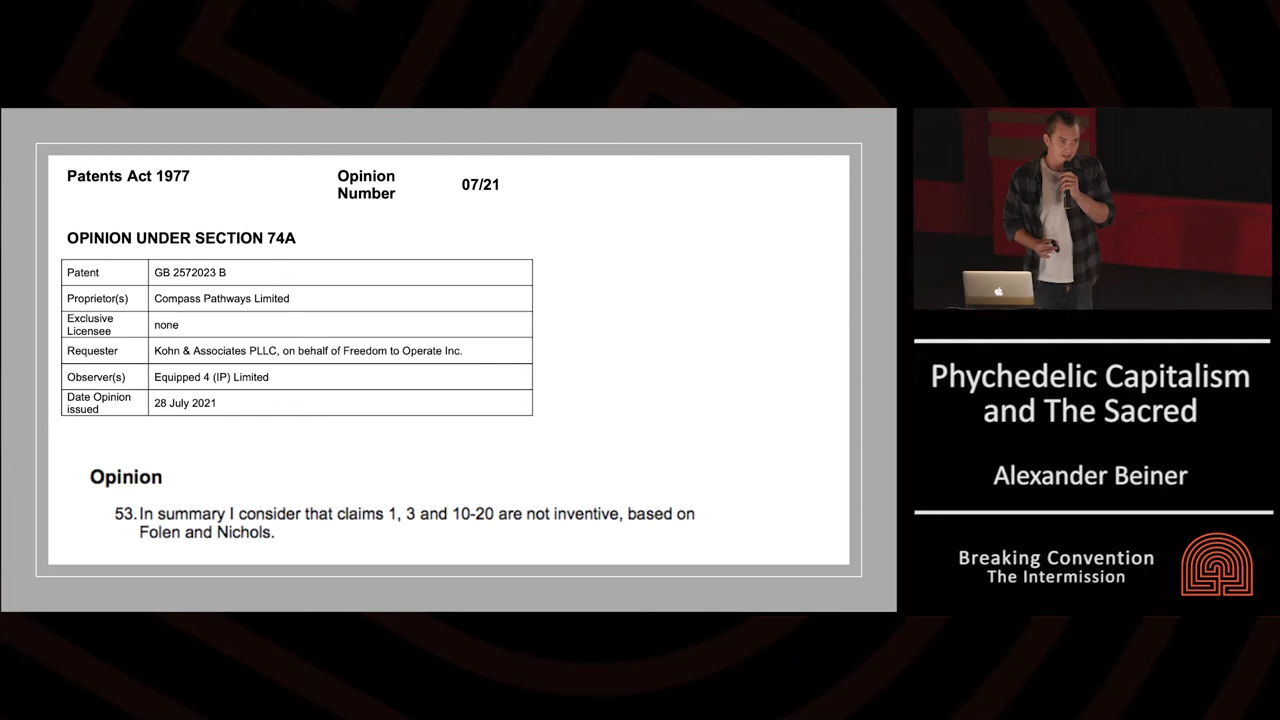 Patents Act 1977
Opinion
Number
07/21
OPINION UNDER SECTION 74A
Patent
GB 2572023 B
Proprietor(s)
Compass Pathways Limited
Exclusive
Licensee
none
Requester
Kohn & Associates PLLC, on behalf of Freedom to Operate Inc.
Observer(s)
Equipped 4 (IP) Limited
Date Opinion
issued
28 July 2021
Opinion
53. In summary I consider that claims 1, 3 and 10-20 are not inventive, based on
Folen and Nichols.
Phychedelic Capitalism
and The Sacred
Alexander Beiner
Breaking Convention
The Intermission